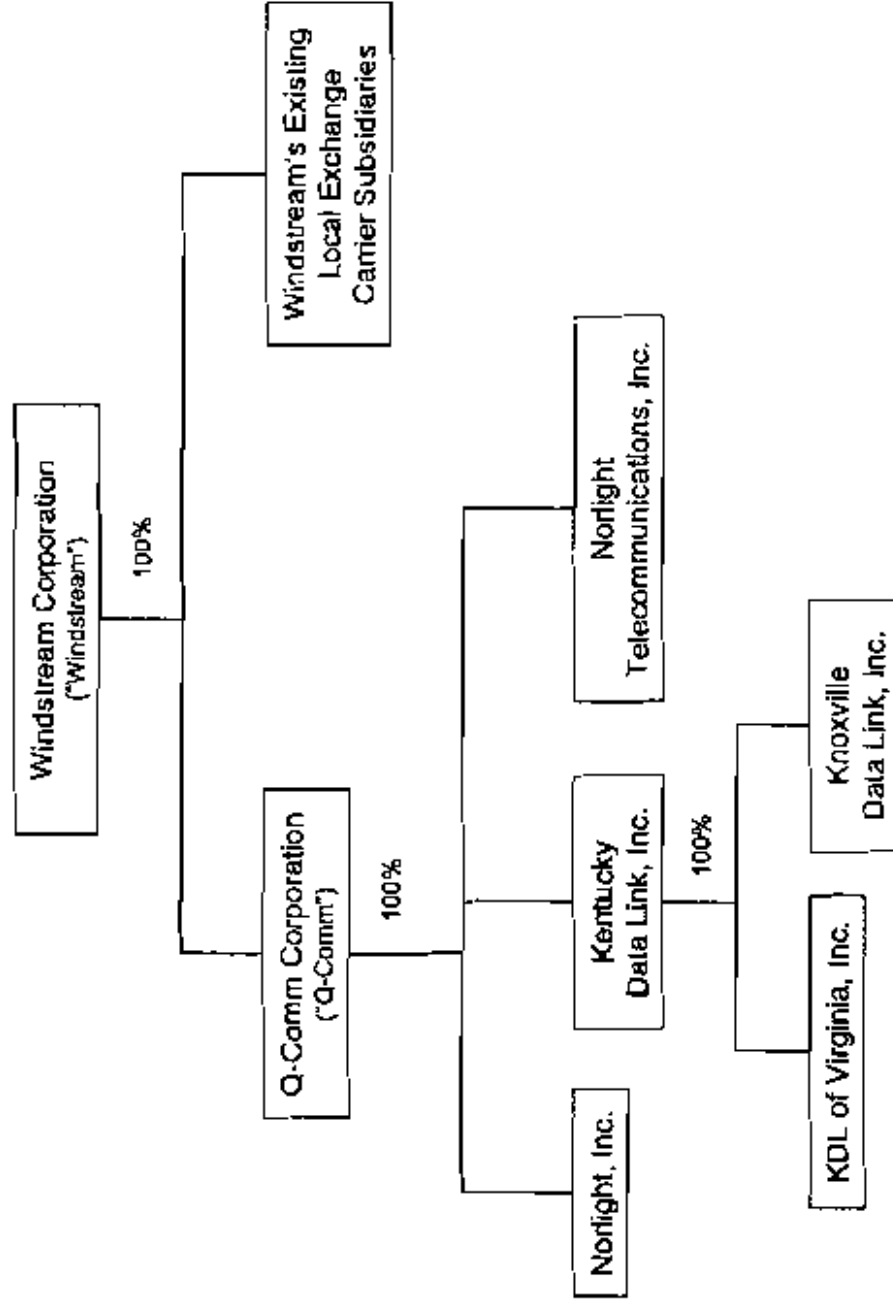 Windstream Corporation
("Windstream")
100%
Q-Comm Corporation
("Q-Comm")
Windstream's Existing
Local Exchange
Carrier Subsidiaries
100%
Norlight, Inc.
Kentucky
Data Link, Inc.
Norlight
Telecommunications, Inc.
100%
KDL of Virginia, Inc.
Knoxville
Data Link, Inc.